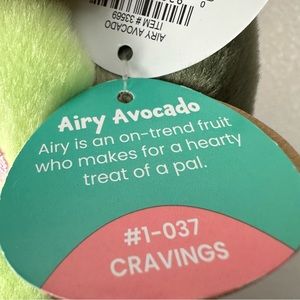 AIRY AVOCADO
ITEM # 33569
Airy Avocado
Airy is an on-trend fruit
who makes for a hearty
treat of a pal.
#1-037
CRAVINGS